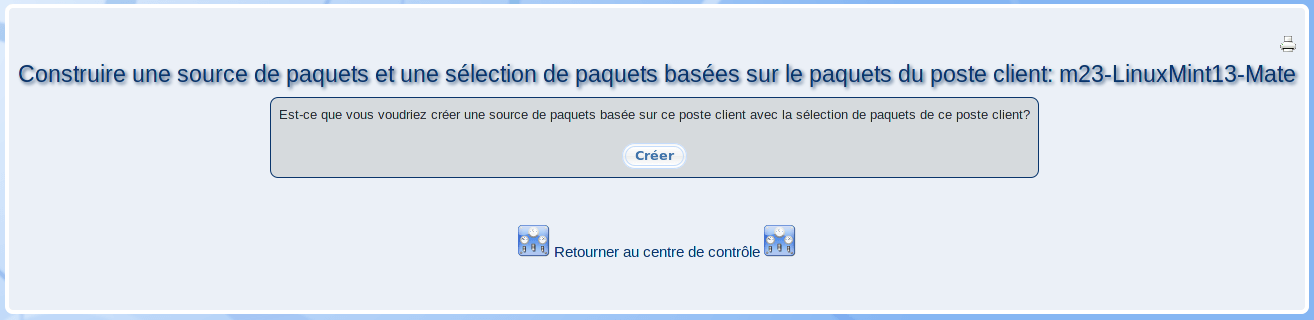 Construire une source de paquets et une sélection de paquets basées sur le paquets du poste client: m23-LinuxMint13-Mate
Est-ce que vous voudriez créer une source de paquets basée sur ce poste client avec la sélection de paquets de ce poste client?
Créer
Retourner au centre de contrôle